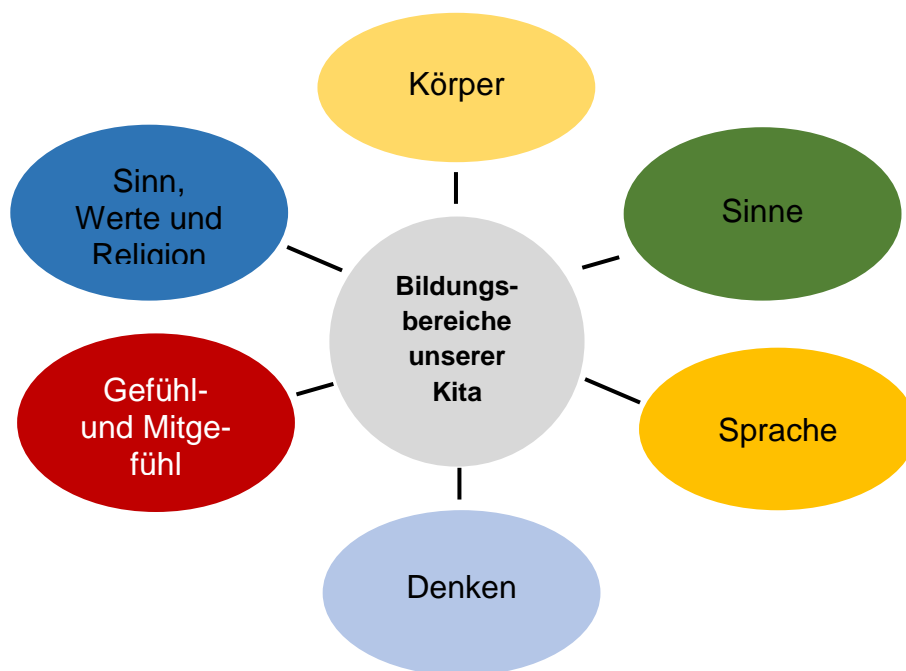 Körper
Sinn,
Werte und
Religion
Sinne
Bildungs-
bereiche
unserer
Kita
Gefühl-
und Mitge-
fühl
Sprache
Denken